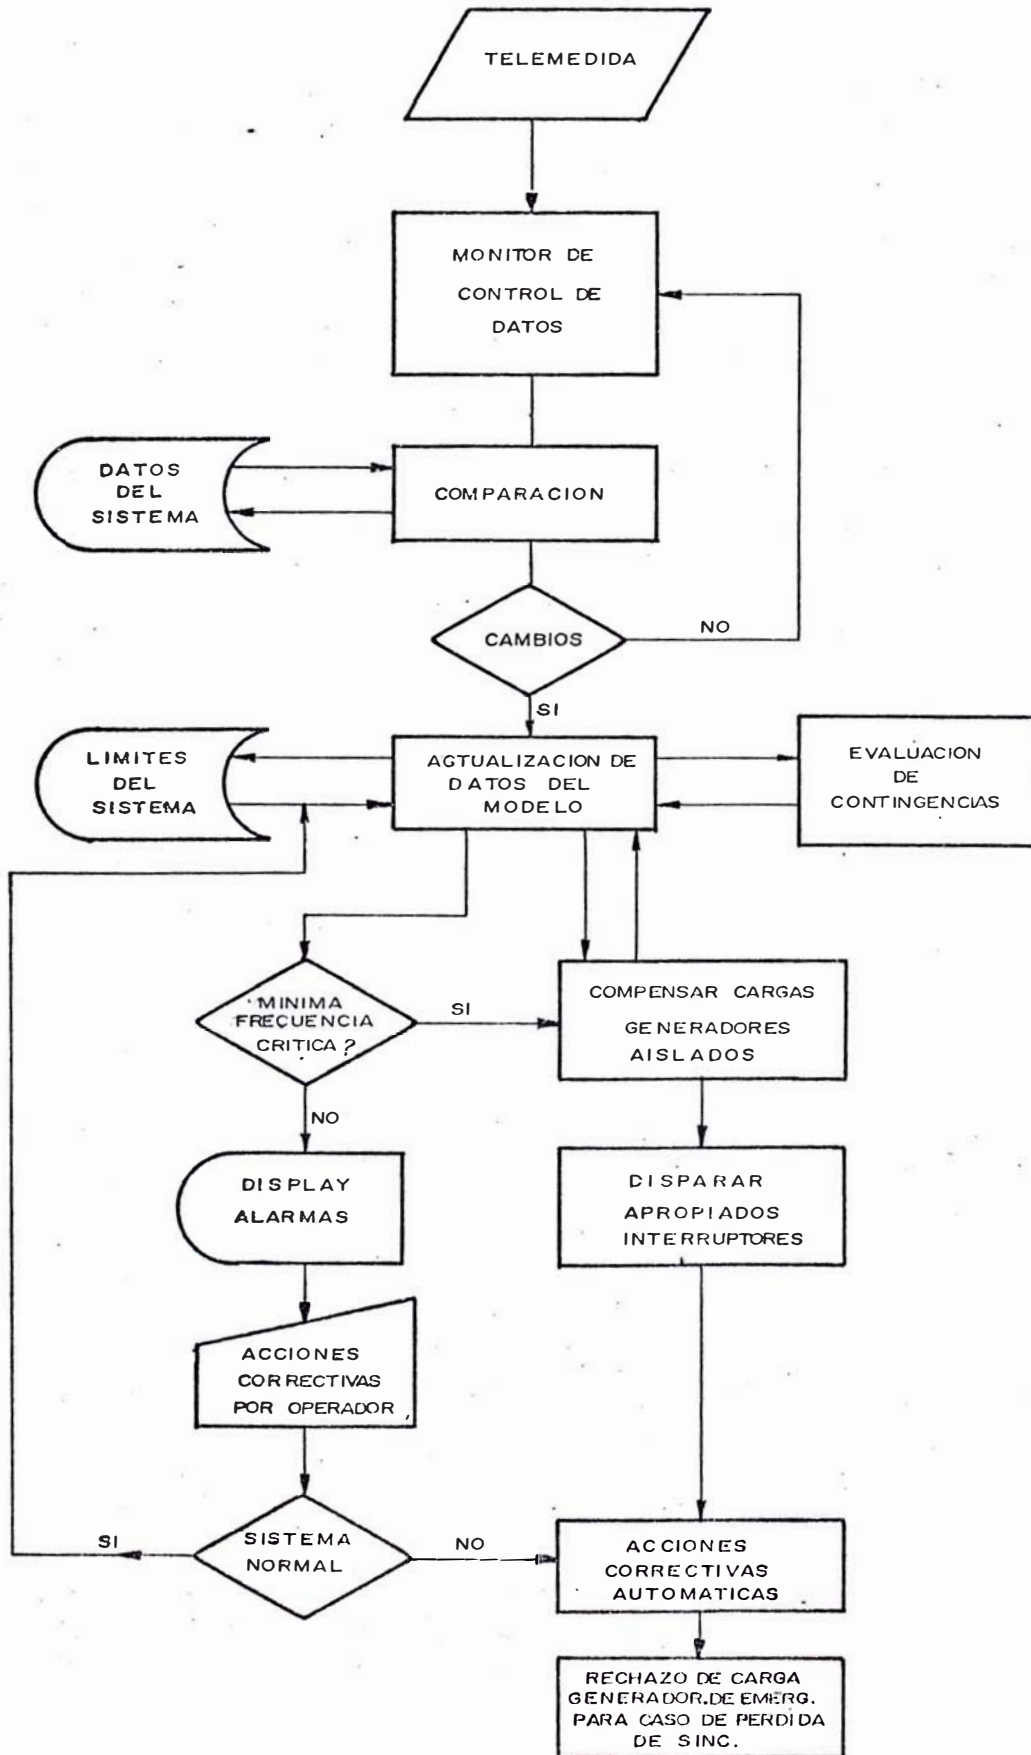 TELEMEDIDA
MONITOR DE
CONTROL DE
DATOS
DATOS
DEL
SISTEMA
COMPARACION
CAMBIOS
NO
SI
LIMITES
DEL
SISTEMA
AGTUALIZACION DE
DATOS DEL
MODELO
EVALUACION
DE
CONTINGENCIAS
MINIMA
FRECUENCIA
CRITICA?
SI
COMPENSAR CARGAS
GENERADORES
AISLADOS
NO
DISPLAY
ALARMAS
DISPARAR
APROPIADOS
INTERRUPTORES
ACCIONES
CORRECTIVAS
POR OPERADOR
SI
SISTEMA
NORMAL
NO
ACCIONES
CORRECTIVAS
AUTOMATICAS
RECHAZO DE CARGA
GENERADOR.DE EMERG.
PARA CASO DE PERDIDA
DE SINC.